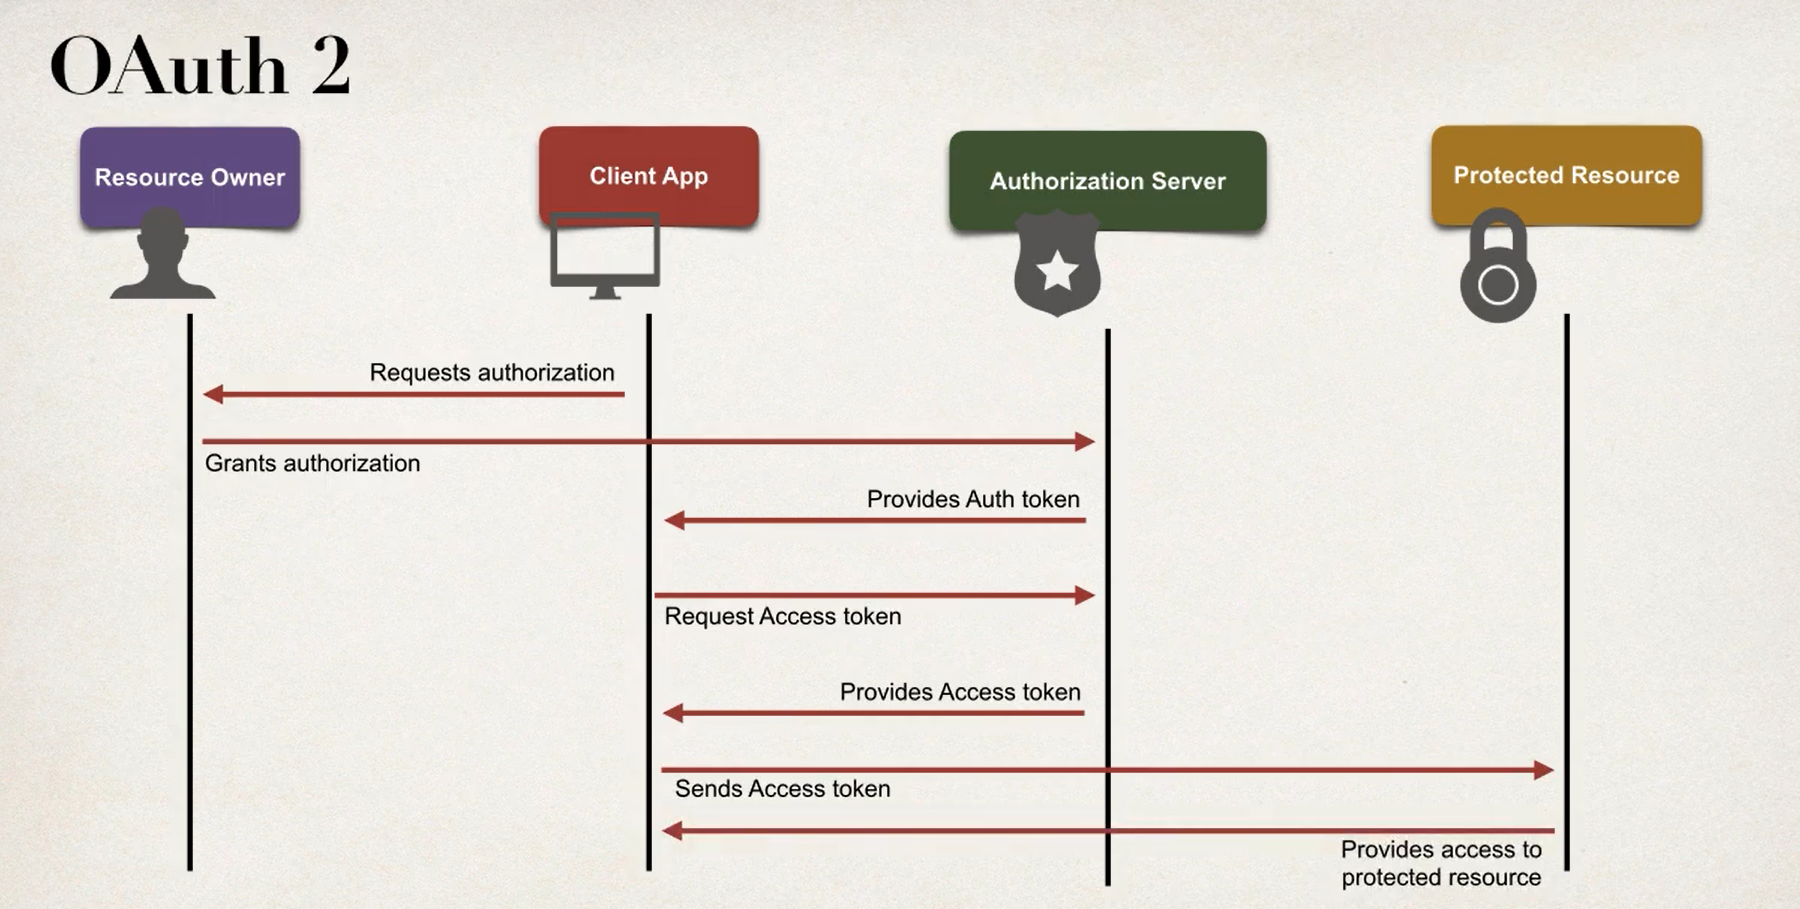 OAuth 2
Resource Owner
Client App
Authorization Server
Protected Resource
Requests authorization
Grants authorization
Provides Auth token
Request Access token
Provides Access token
Sends Access token
Provides access to
protected resource